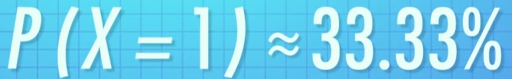 P(X = 1) ≈ 33.33%